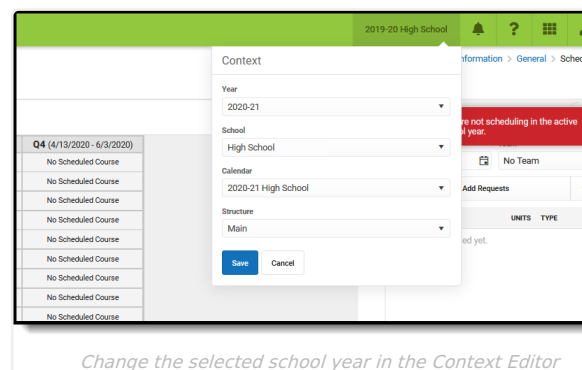 2019-20 High School
?
Context
nformation > General > Sched
Year
2020-21
re not scheduling in the active
ol year.
School
High School
Q4 (4/13/2020 - 6/3/2020)
No Team
No Scheduled Course
Calendar
2020-21 High School
No Scheduled Course
Add Requests
No Scheduled Course
Structure
Main
UNITS TYPE
No Scheduled Course
No Scheduled Course
ed yet.
No Scheduled Course
Save Cancel
No Scheduled Course
No Scheduled Course
No Scheduled Course
Change the selected school year in the Context Editor